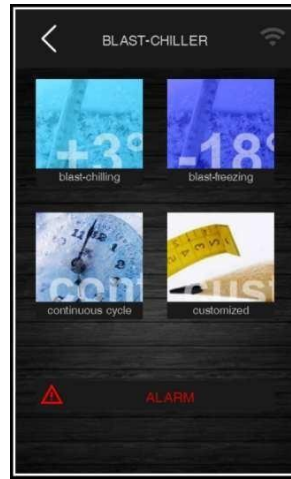 BLAST-CHILLER
+3°
-18°
blast-chilling
blast-freezing
cont
cust
continuous cycle
customized
ALARM